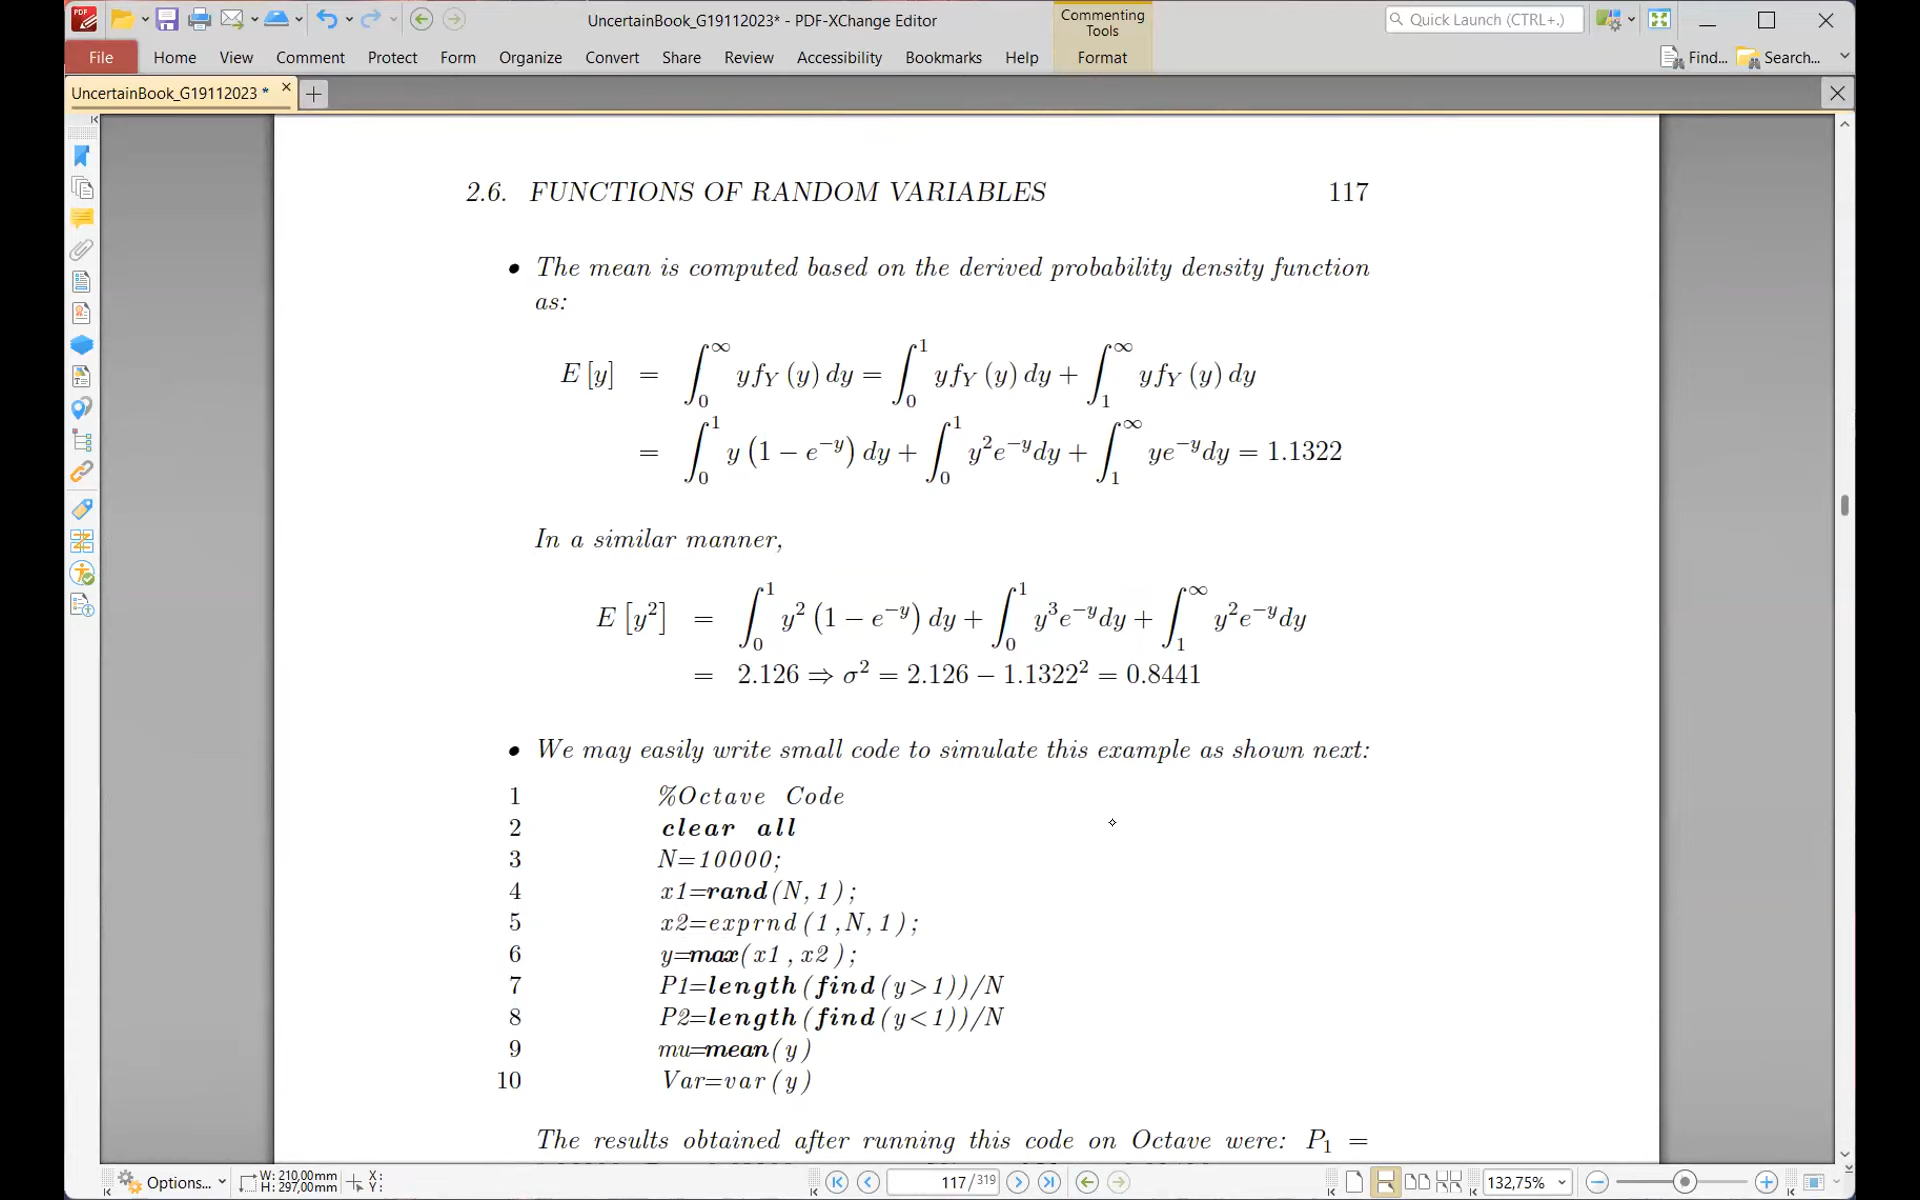 UncertainBook_G19112023* - PDF-XChange Editor
Commenting Tools
Quick Launch (CTRL+.)
File Home View Comment Protect Form Organize Convert Share Review Accessibility Bookmarks Help Format Find... Search...
UncertainBook_G19112023 *
2.6. FUNCTIONS OF RANDOM VARIABLES 117
• The mean is computed based on the derived probability density function
as:
E [y] = ∫_0^∞ y f_Y (y) dy = ∫_0^1 y f_Y (y) dy + ∫_1^∞ y f_Y (y) dy
= ∫_0^1 y (1 − e^{−y}) dy + ∫_0^1 y^2 e^{−y} dy + ∫_1^∞ y e^{−y} dy = 1.1322
In a similar manner,
E [y^2] = ∫_0^1 y^2 (1 − e^{−y}) dy + ∫_0^1 y^3 e^{−y} dy + ∫_1^∞ y^2 e^{−y} dy
= 2.126 ⇒ σ^2 = 2.126 − 1.1322^2 = 0.8441
• We may easily write small code to simulate this example as shown next:
1 %Octave Code
2 clear all
3 N=10000;
4 x1=rand(N,1);
5 x2=exprnd(1,N,1);
6 y=max(x1,x2);
7 P1=length(find(y>1))/N
8 P2=length(find(y<1))/N
9 mu=mean(y)
10 Var=var(y)
The results obtained after running this code on Octave were: P_1 =
Options... W: 210,00mm H: 297,00mm X: Y: 117 /319 132,75%